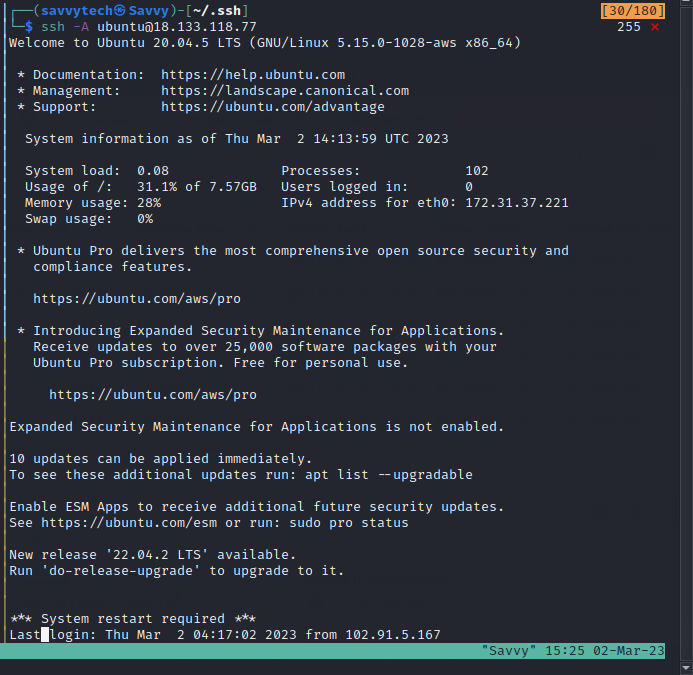 ┌──(savvytech㉿Savvy)-[~/.ssh] [30/180]
└─$ ssh -A ubuntu@18.133.118.77 255 ⨯
Welcome to Ubuntu 20.04.5 LTS (GNU/Linux 5.15.0-1028-aws x86_64)

 * Documentation:  https://help.ubuntu.com
 * Management:     https://landscape.canonical.com
 * Support:        https://ubuntu.com/advantage

  System information as of Thu Mar  2 14:13:59 UTC 2023

  System load:  0.08              Processes:             102
  Usage of /:   31.1% of 7.57GB   Users logged in:       0
  Memory usage: 28%               IPv4 address for eth0: 172.31.37.221
  Swap usage:   0%

 * Ubuntu Pro delivers the most comprehensive open source security and
   compliance features.

   https://ubuntu.com/aws/pro

 * Introducing Expanded Security Maintenance for Applications.
   Receive updates to over 25,000 software packages with your
   Ubuntu Pro subscription. Free for personal use.

     https://ubuntu.com/aws/pro

Expanded Security Maintenance for Applications is not enabled.

10 updates can be applied immediately.
To see these additional updates run: apt list --upgradable

Enable ESM Apps to receive additional future security updates.
See https://ubuntu.com/esm or run: sudo pro status

New release '22.04.2 LTS' available.
Run 'do-release-upgrade' to upgrade to it.

*** System restart required ***
Last login: Thu Mar  2 04:17:02 2023 from 102.91.5.167
"Savvy" 15:25 02-Mar-23